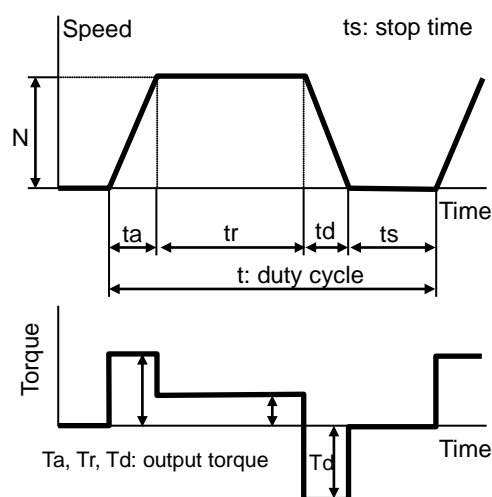 Speed
ts: stop time
N
Time
ta
tr
td
ts
t: duty cycle
Torque
Time
Ta, Tr, Td: output torque
Td